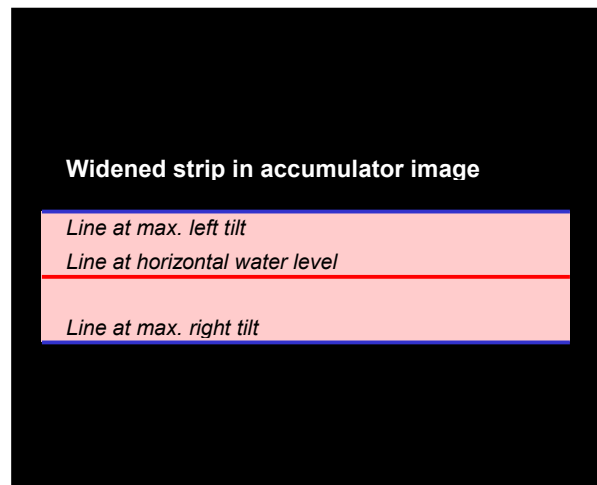 Widened strip in accumulator image
Line at max. left tilt
Line at horizontal water level
Line at max. right tilt